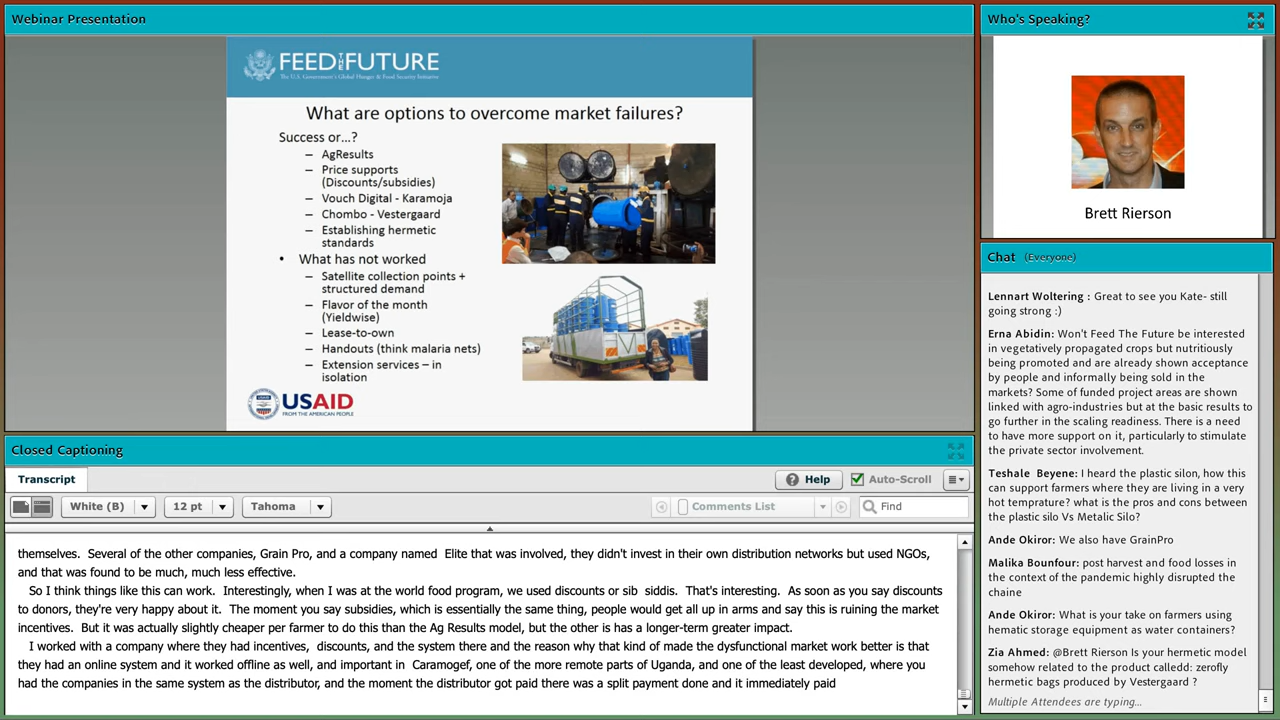 Webinar Presentation
FEED THE FUTURE
The U.S. Government's Global Hunger & Food Security Initiative
What are options to overcome market failures?
Success or...?
– AgResults
– Price supports
(Discounts/subsidies)
– Vouch Digital - Karamoja
– Chombo - Vestergaard
– Establishing hermetic
standards
• What has not worked
– Satellite collection points +
structured demand
– Flavor of the month
(Yieldwise)
– Lease-to-own
– Handouts (think malaria nets)
– Extension services – in
isolation
USAID
FROM THE AMERICAN PEOPLE
Closed Captioning
Transcript
Help
Auto-Scroll
White (B)
12 pt
Tahoma
Comments List
Find
themselves. Several of the other companies, Grain Pro, and a company named Elite that was involved, they didn't invest in their own distribution networks but used NGOs,
and that was found to be much, much less effective.
So I think things like this can work. Interestingly, when I was at the world food program, we used discounts or sib siddis. That's interesting. As soon as you say discounts
to donors, they're very happy about it. The moment you say subsidies, which is essentially the same thing, people would get all up in arms and say this is ruining the market
incentives. But it was actually slightly cheaper per farmer to do this than the Ag Results model, but the other is has a longer-term greater impact.
I worked with a company where they had incentives, discounts, and the system there and the reason why that kind of made the dysfunctional market work better is that
they had an online system and it worked offline as well, and important in Caramogef, one of the more remote parts of Uganda, and one of the least developed, where you
had the companies in the same system as the distributor, and the moment the distributor got paid there was a split payment done and it immediately paid
Who's Speaking?
Brett Rierson
Chat (Everyone)
Lennart Woltering : Great to see you Kate- still
going strong :)
Erna Abidin: Won't Feed The Future be interested
in vegetatively propagated crops but nutritiously
being promoted and are already shown acceptance
by people and informally being sold in the
markets? Some of funded project areas are shown
linked with agro-industries but at the basic results to
go further in the scaling readiness. There is a need
to have more support on it, particularly to stimulate
the private sector involvement.
Teshale Beyene: I heard the plastic silon, how this
can support farmers where they are living in a very
hot temprature? what is the pros and cons between
the plastic silo Vs Metalic Silo?
Ande Okiror: We also have GrainPro
Malika Bounfour: post harvest and food losses in
the context of the pandemic highly disrupted the
chaine
Ande Okiror: What is your take on farmers using
hematic storage equipment as water containers?
Zia Ahmed: @Brett Rierson Is your hermetic model
somehow related to the product calledd: zerofly
hermetic bags produced by Vestergaard ?
Multiple Attendees are typing...